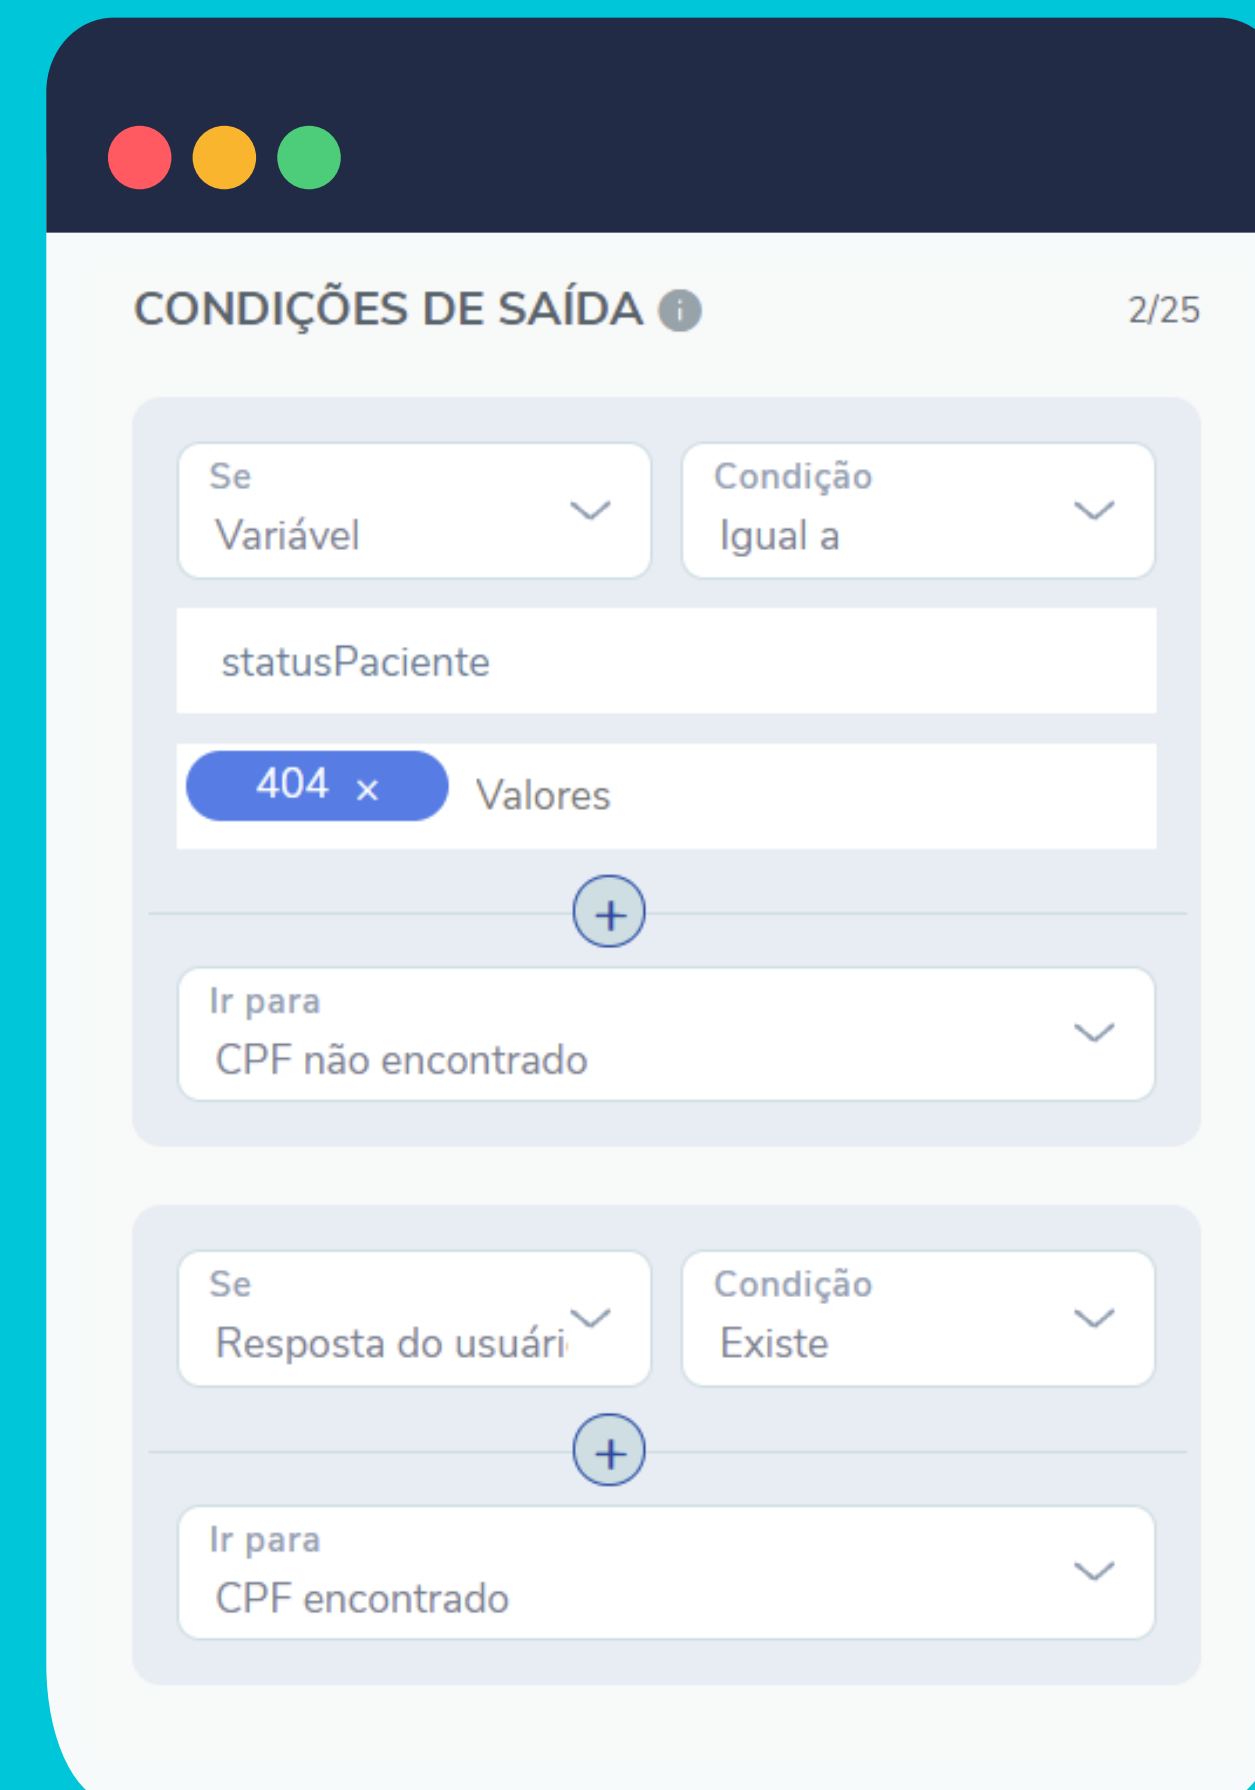 CONDIÇÕES DE SAÍDA i 2/25
Se Condição
Variável Igual a
statusPaciente
404 × Valores
+
Ir para
CPF não encontrado
Se Condição
Resposta do usuári Existe
+
Ir para
CPF encontrado